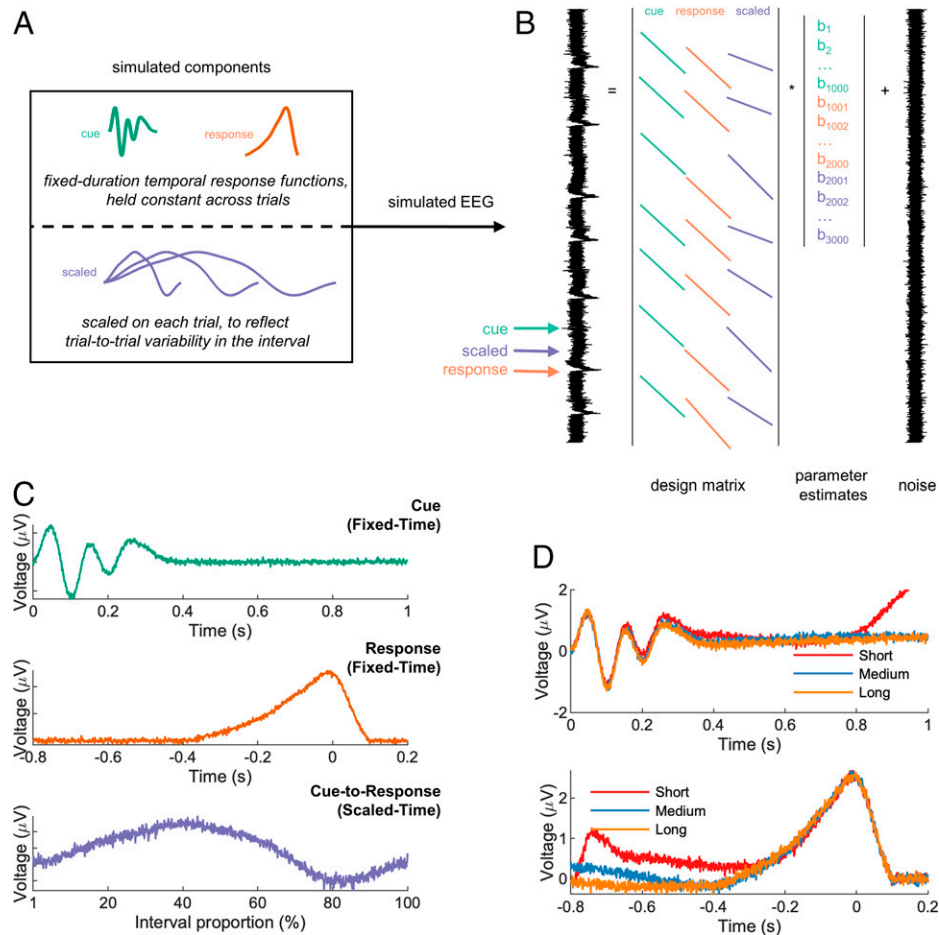 A
simulated components
cue
response
fixed-duration temporal response functions,
held constant across trials
scaled
scaled on each trial, to reflect
trial-to-trial variability in the interval
simulated EEG
cue
scaled
response
B
cue response scaled
=
*
+
b1
b2
...
b1000
b1001
b1002
...
b2000
b2001
b2002
...
b3000
design matrix
parameter
estimates
noise
C
Cue
(Fixed-Time)
Voltage (μV)
0 0.2 0.4 0.6 0.8 1
Time (s)
Response
(Fixed-Time)
Voltage (μV)
-0.8 -0.6 -0.4 -0.2 0 0.2
Time (s)
Cue-to-Response
(Scaled-Time)
Voltage (μV)
1 20 40 60 80 100
Interval proportion (%)
D
Voltage (μV)
2
0
-2
Short
Medium
Long
0 0.2 0.4 0.6 0.8 1
Time (s)
Voltage (μV)
2
1
0
Short
Medium
Long
-0.8 -0.6 -0.4 -0.2 0 0.2
Time (s)